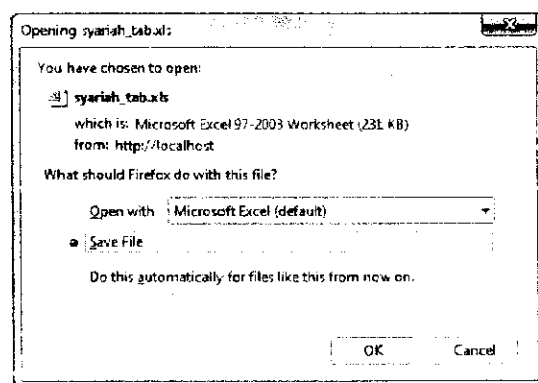 Opening syariah_tab.xls
You have chosen to open:
syariah_tab.xls
which is: Microsoft Excel 97-2003 Worksheet (231 KB)
from: http://localhost
What should Firefox do with this file?
Open with Microsoft Excel (default)
Save File
Do this automatically for files like this from now on.
OK Cancel